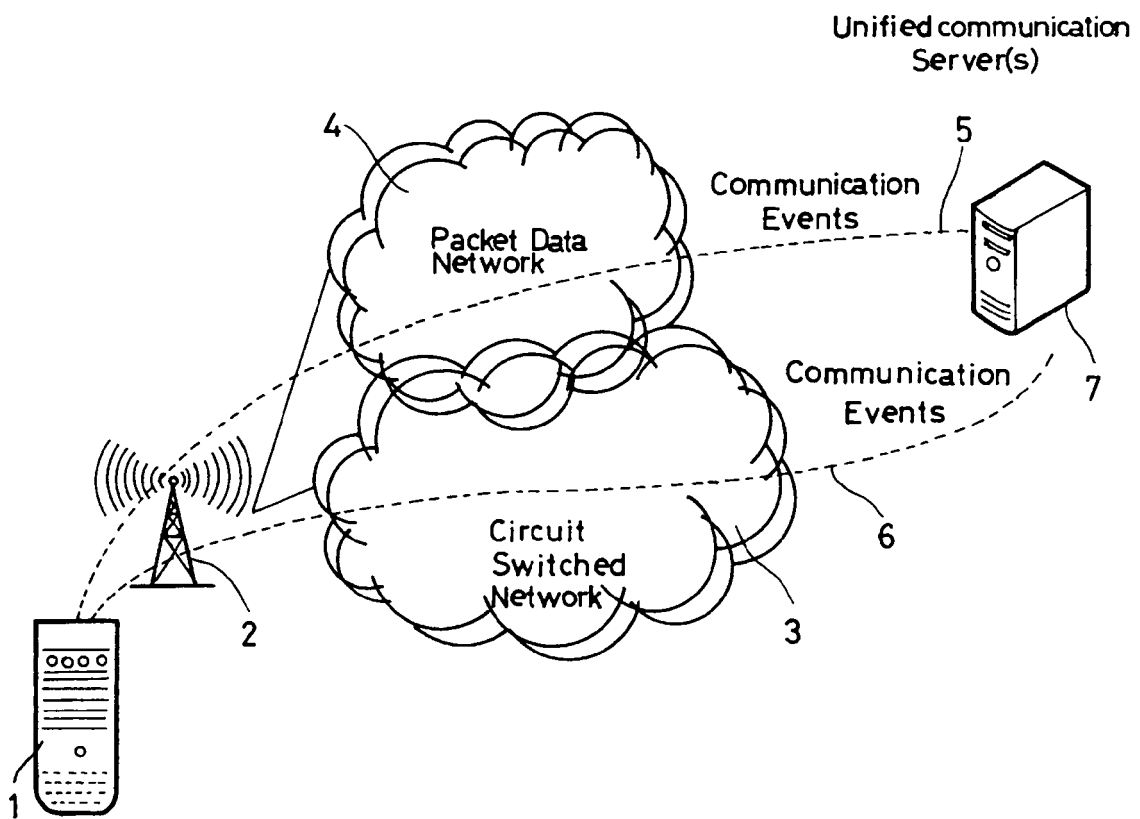 Unified communication
Server(s)
4
5
Communication
Events
Packet Data
Network
Communication
Events
7
6
Circuit
Switched
Network
2
3
1